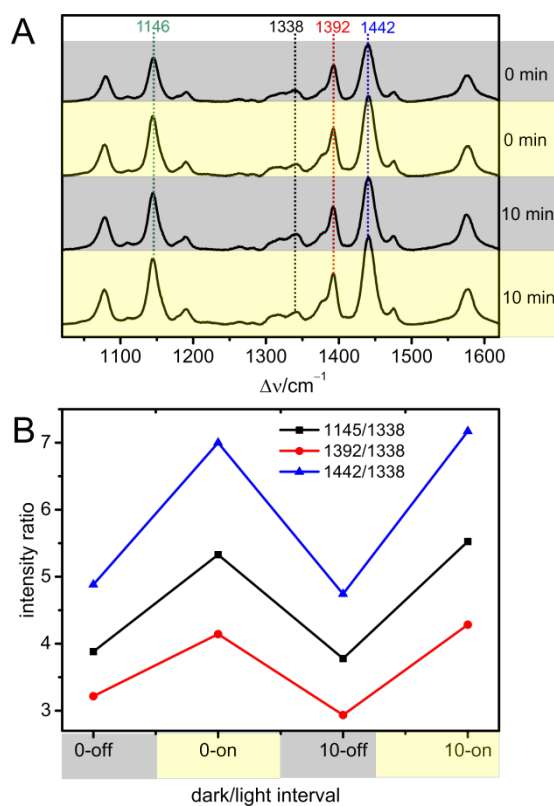 A
1146 1338 1392 1442
0 min
0 min
10 min
10 min
1100 1200 1300 1400 1500 1600
Δν/cm⁻¹
B
1145/1338
1392/1338
1442/1338
7
6
5
4
3
intensity ratio
0-off 0-on 10-off 10-on
dark/light interval